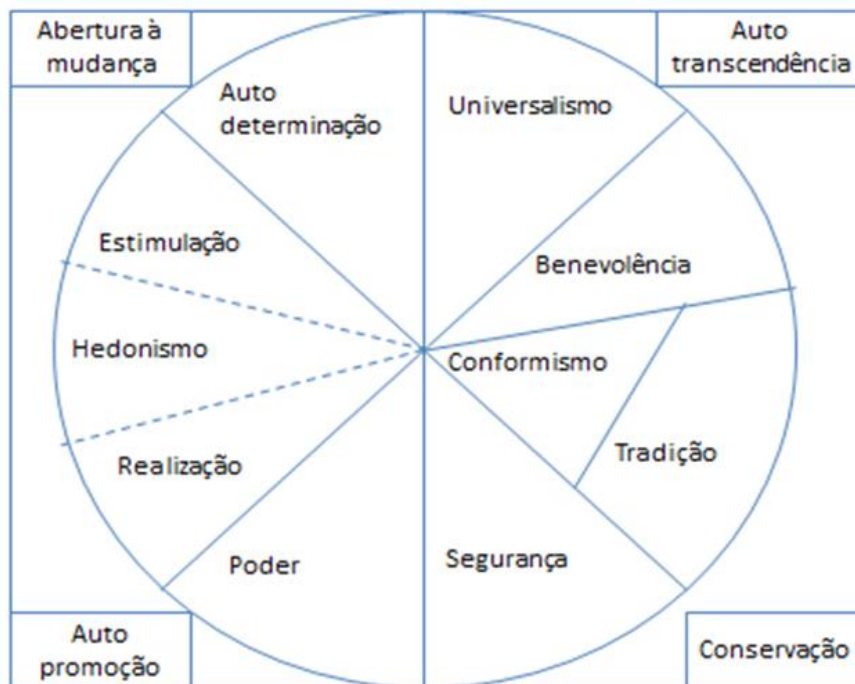 Abertura à
mudança
Auto
transcendência
Auto
determinação
Universalismo
Estimulação
Benevolência
Hedonismo
Conformismo
Realização
Tradição
Poder
Segurança
Auto
promoção
Conservação